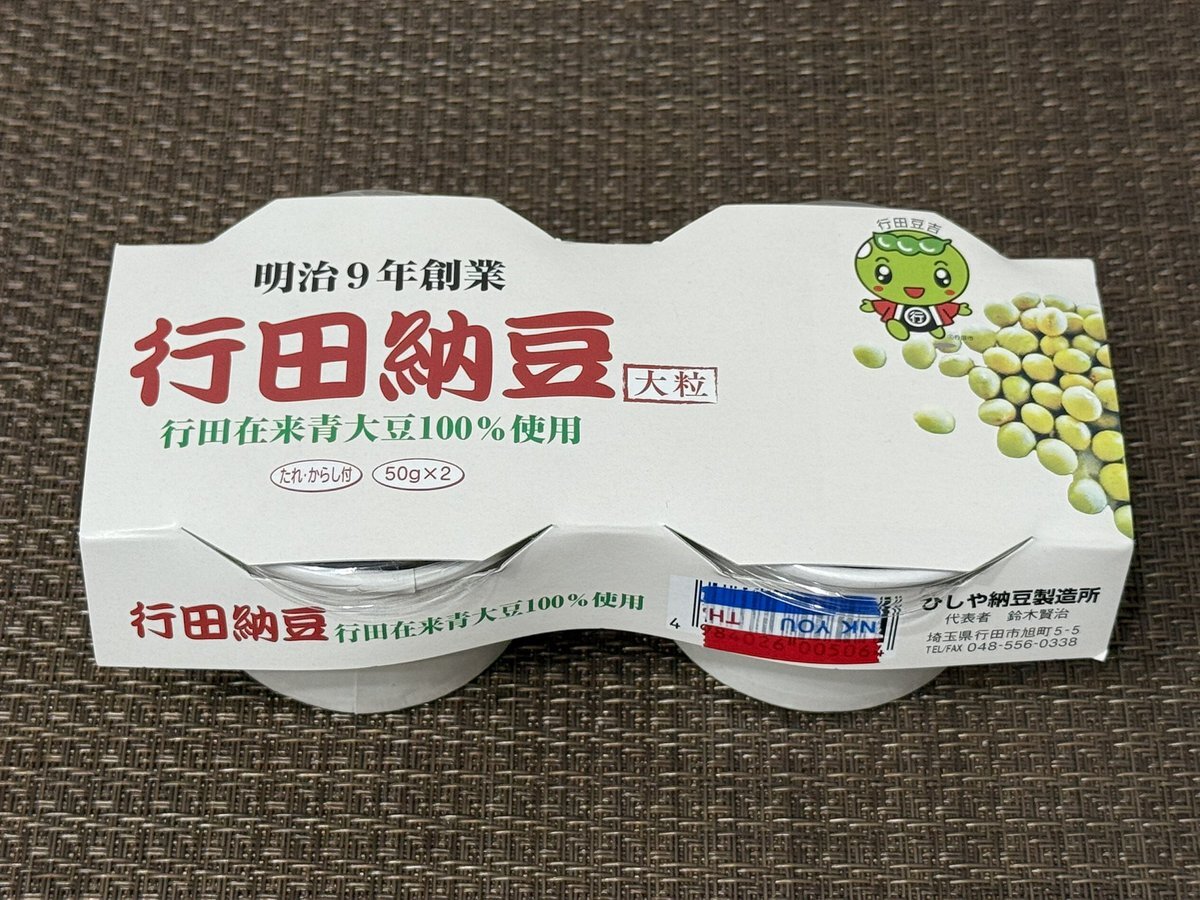 行田豆吉
行
明治9年創業
行田納豆
大粒
行田在来青大豆100%使用
たれ・からし付
50g×2
行田納豆
行田在来青大豆100%使用
THANK YOU
ひしや納豆製造所
代表者 鈴木賢治
埼玉県行田市旭町5-5
TEL/FAX 048-556-0338